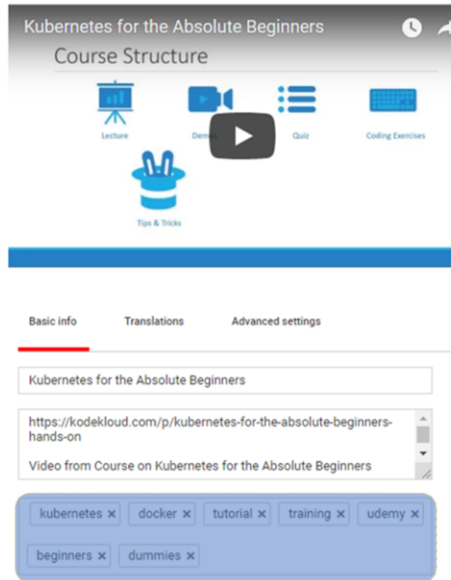 Kubernetes for the Absolute Beginners
Course Structure
Lecture
Demos
Quiz
Coding Exercises
Tips & Tricks
Basic info Translations Advanced settings
Kubernetes for the Absolute Beginners
https://kodekloud.com/p/kubernetes-for-the-absolute-beginners-
hands-on
Video from Course on Kubernetes for the Absolute Beginners
kubernetes × docker × tutorial × training × udemy ×
beginners × dummies ×